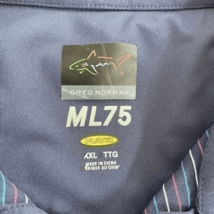 GREG NORMAN
ML75
XXL TTG
MADE IN CHINA
FABRIQUÉ AU CHINE